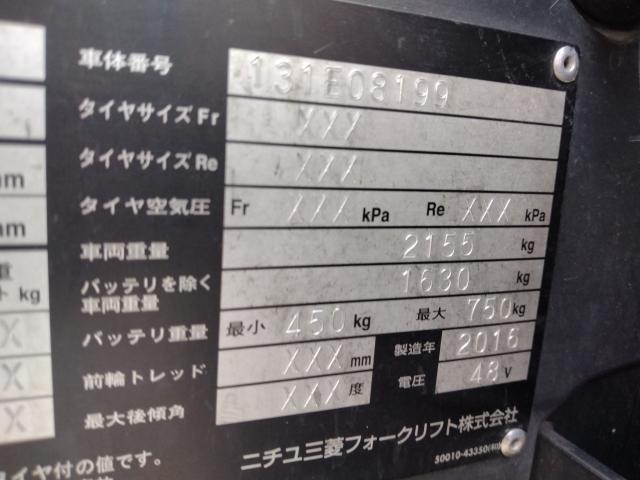 車体番号 131E08199
タイヤサイズ Fr XXX
タイヤサイズ Re XXX
タイヤ空気圧 Fr XXX kPa Re XXX kPa
車両重量 2155 kg
バッテリを除く
車両重量 1630 kg
バッテリ重量 最小 450 kg 最大 750 kg
前輪トレッド XXX mm 製造年 2016
最大後傾角 XXX 度 電圧 48 V
mm
mm
重
kg
X
X
X
タイヤ付の値です。
ニチユ三菱フォークリフト株式会社